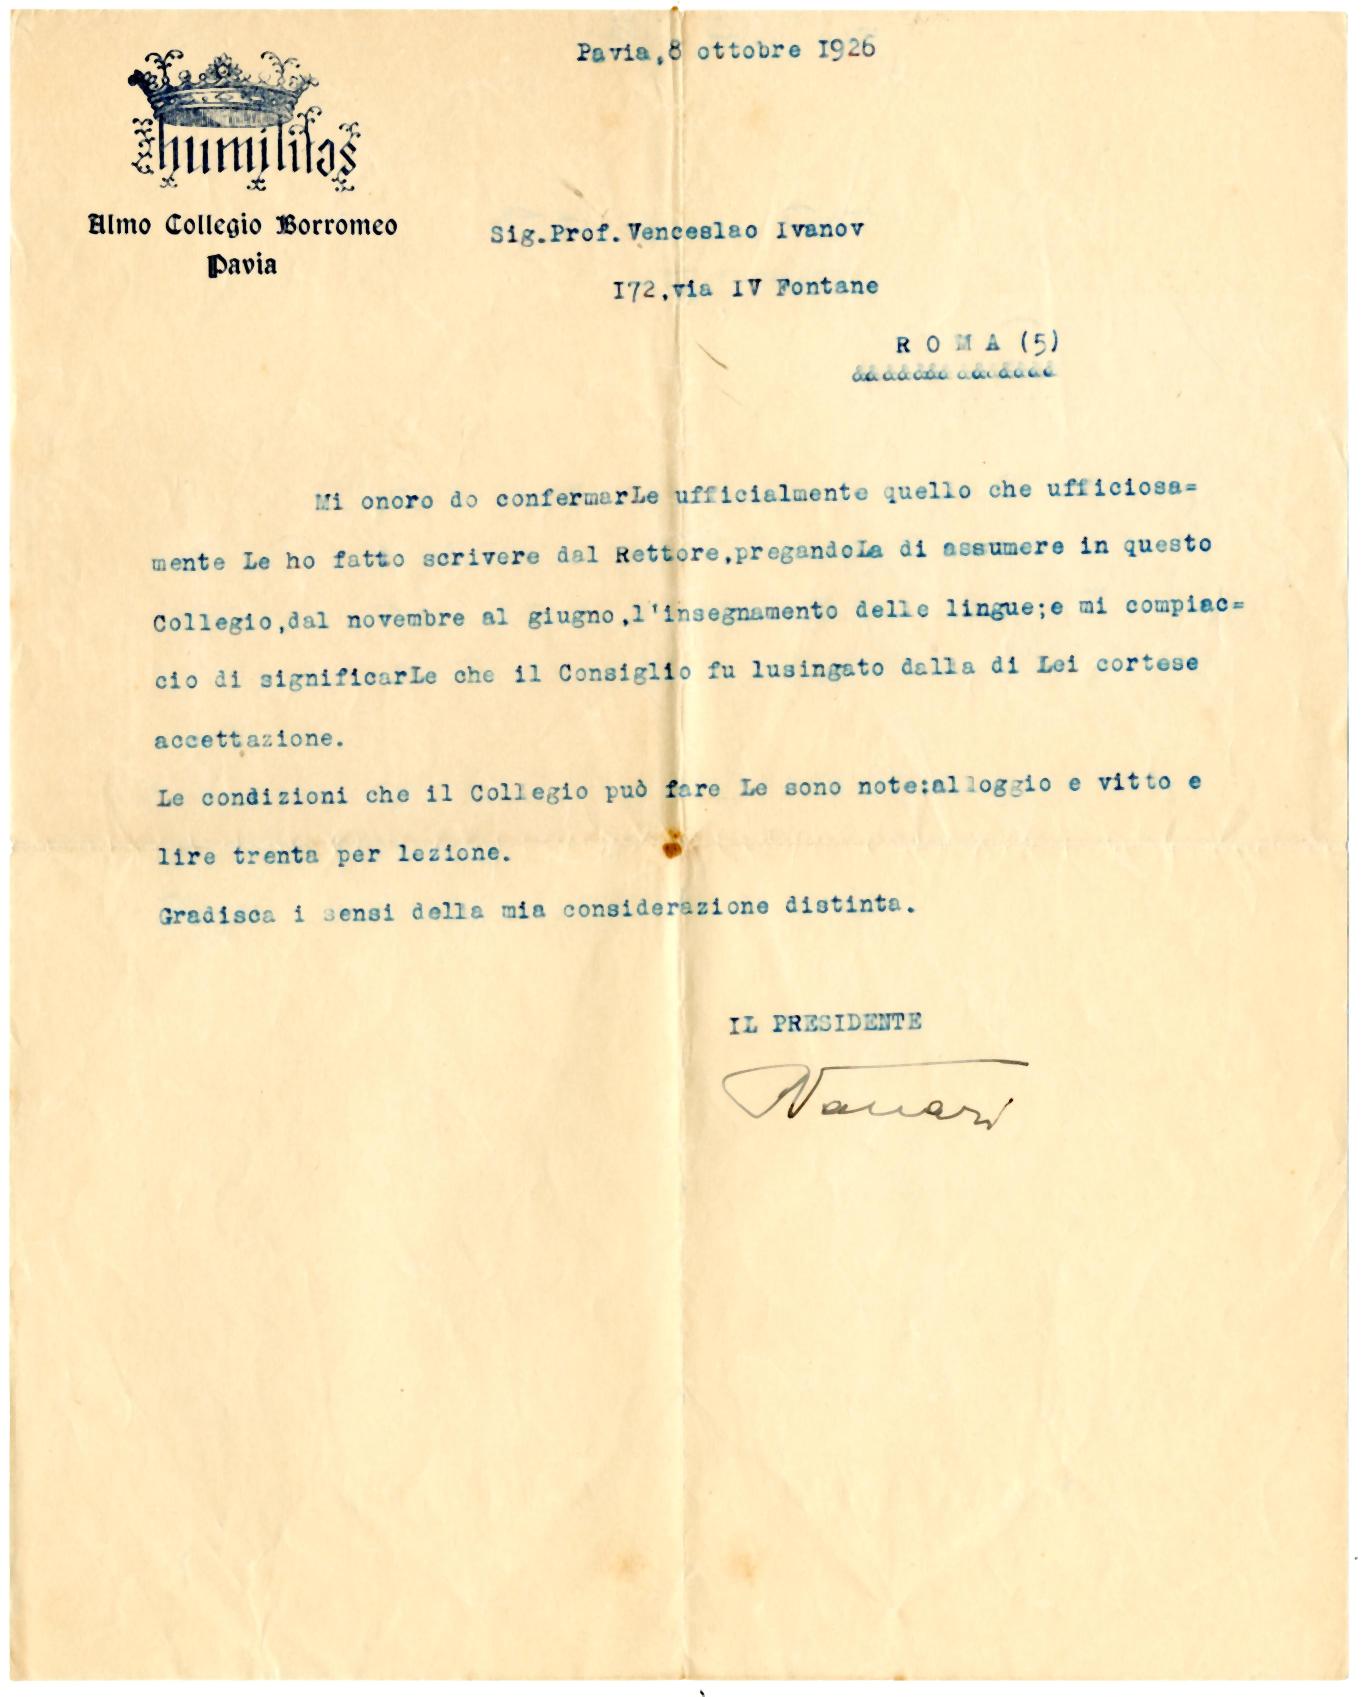 Pavia,8 ottobre I926
humilitas
Almo Collegio Borromeo
Pavia
Sig.Prof.Venceslao Ivanov
I72,via IV Fontane
R O M A (5)
&&&&&&& &&&&&&&
Mi onoro do confermarLe ufficialmente quello che ufficiosa=
mente Le ho fatto scrivere dal Rettore,pregandoLa di assumere in questo
Collegio,dal novembre al giugno,l'insegnamento delle lingue;e mi compiac=
cio di significarLe che il Consiglio fu lusingato dalla di Lei cortese
accettazione.
Le condizioni che il Collegio può fare Le sono note:alloggio e vitto e
lire trenta per lezione.
Gradisca i sensi della mia considerazione distinta.
IL PRESIDENTE